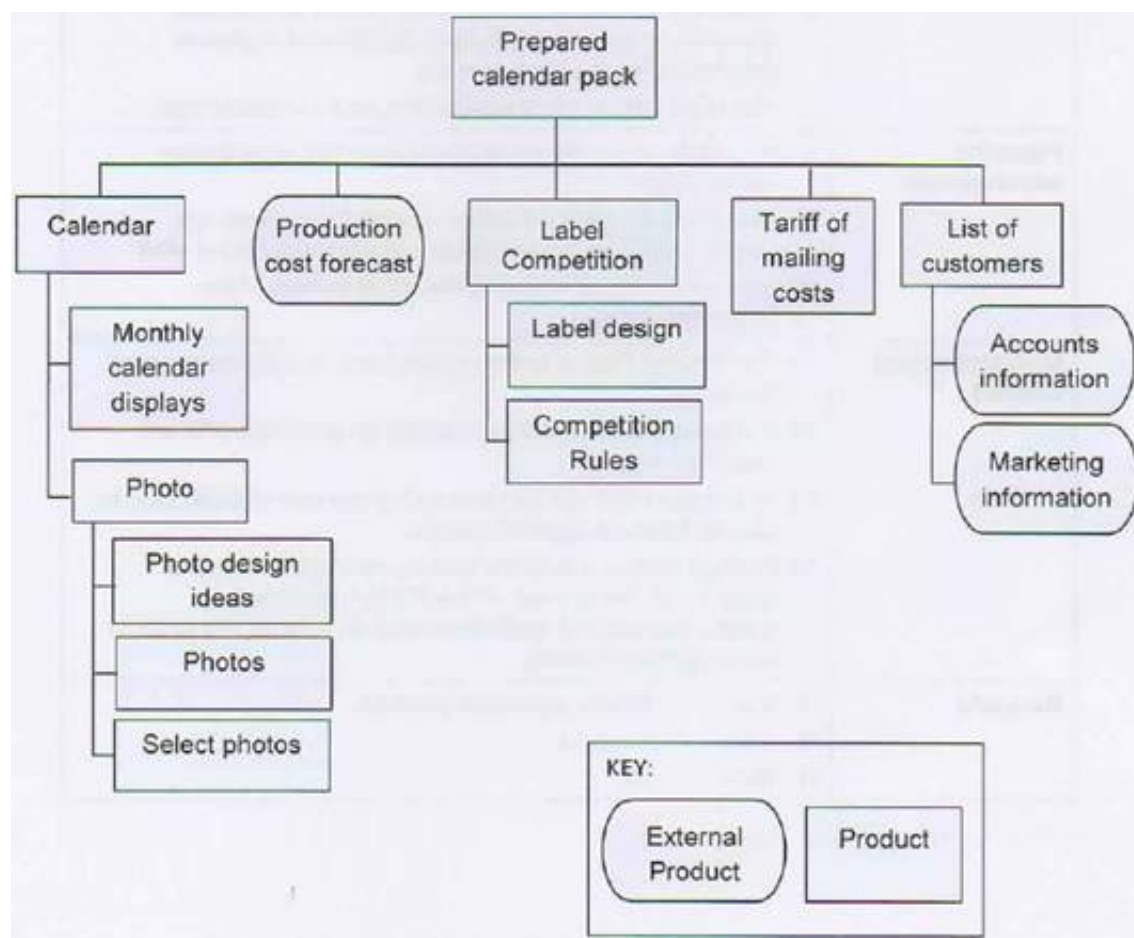 Prepared
calendar pack
Calendar
Production
cost forecast
Label
Competition
Tariff of
mailing
costs
List of
customers
Monthly
calendar
displays
Label design
Accounts
information
Competition
Rules
Marketing
information
Photo
Photo design
ideas
Photos
Select photos
KEY:
External
Product
Product